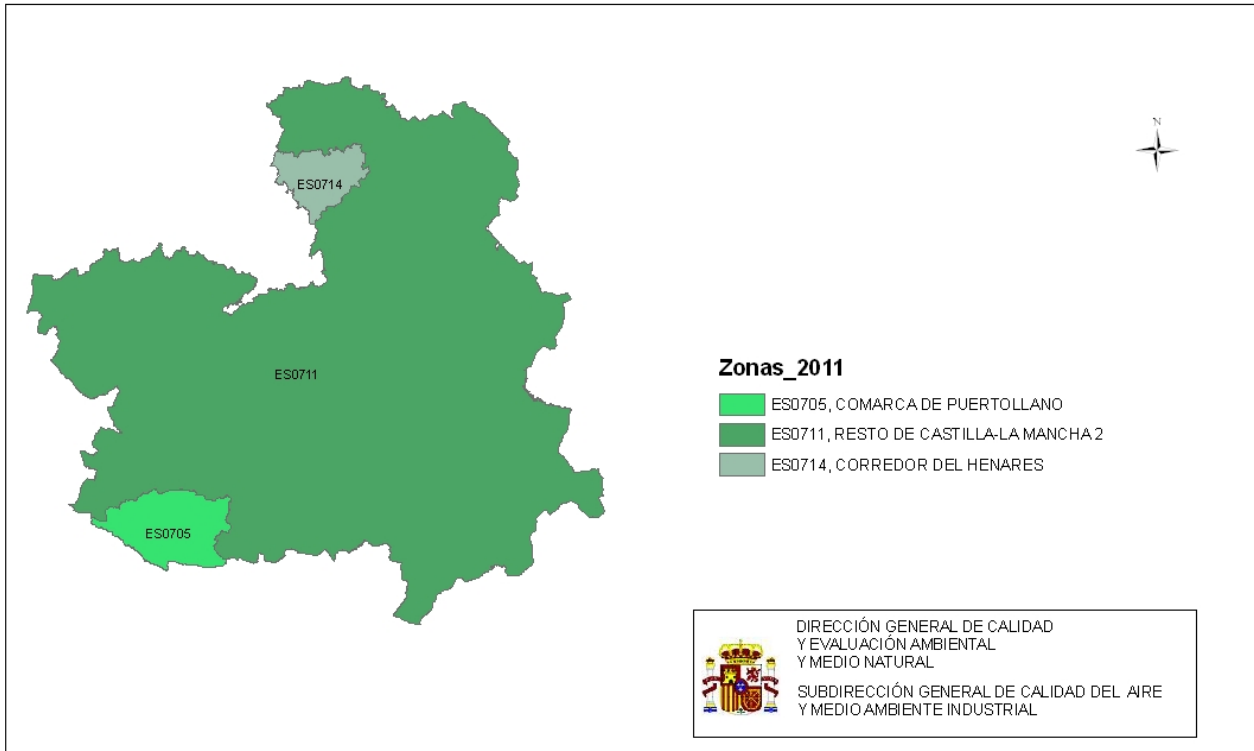 N
ES0714
ES0711
ES0705
Zonas_2011
ES0705, COMARCA DE PUERTOLLANO
ES0711, RESTO DE CASTILLA-LA MANCHA 2
ES0714, CORREDOR DEL HENARES
DIRECCIÓN GENERAL DE CALIDAD
Y EVALUACIÓN AMBIENTAL
Y MEDIO NATURAL
SUBDIRECCIÓN GENERAL DE CALIDAD DEL AIRE
Y MEDIO AMBIENTE INDUSTRIAL